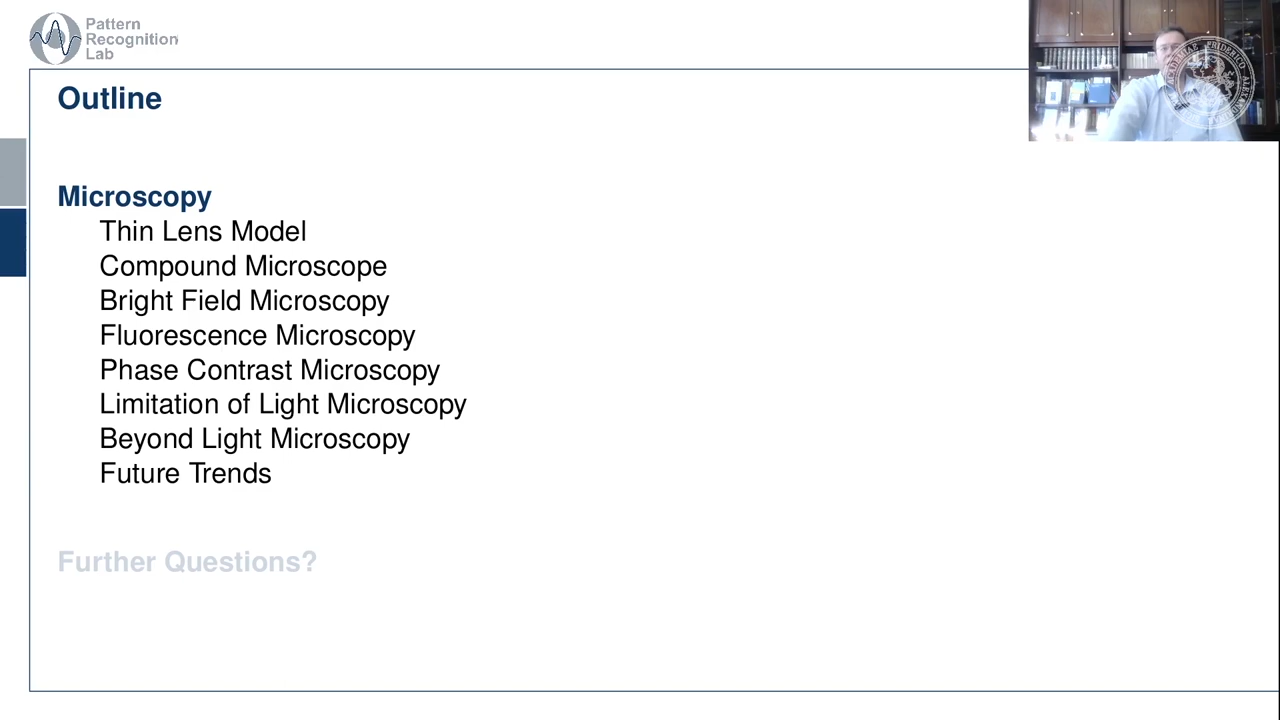 Pattern
Recognition
Lab
Outline
Microscopy
Thin Lens Model
Compound Microscope
Bright Field Microscopy
Fluorescence Microscopy
Phase Contrast Microscopy
Limitation of Light Microscopy
Beyond Light Microscopy
Future Trends
Further Questions?